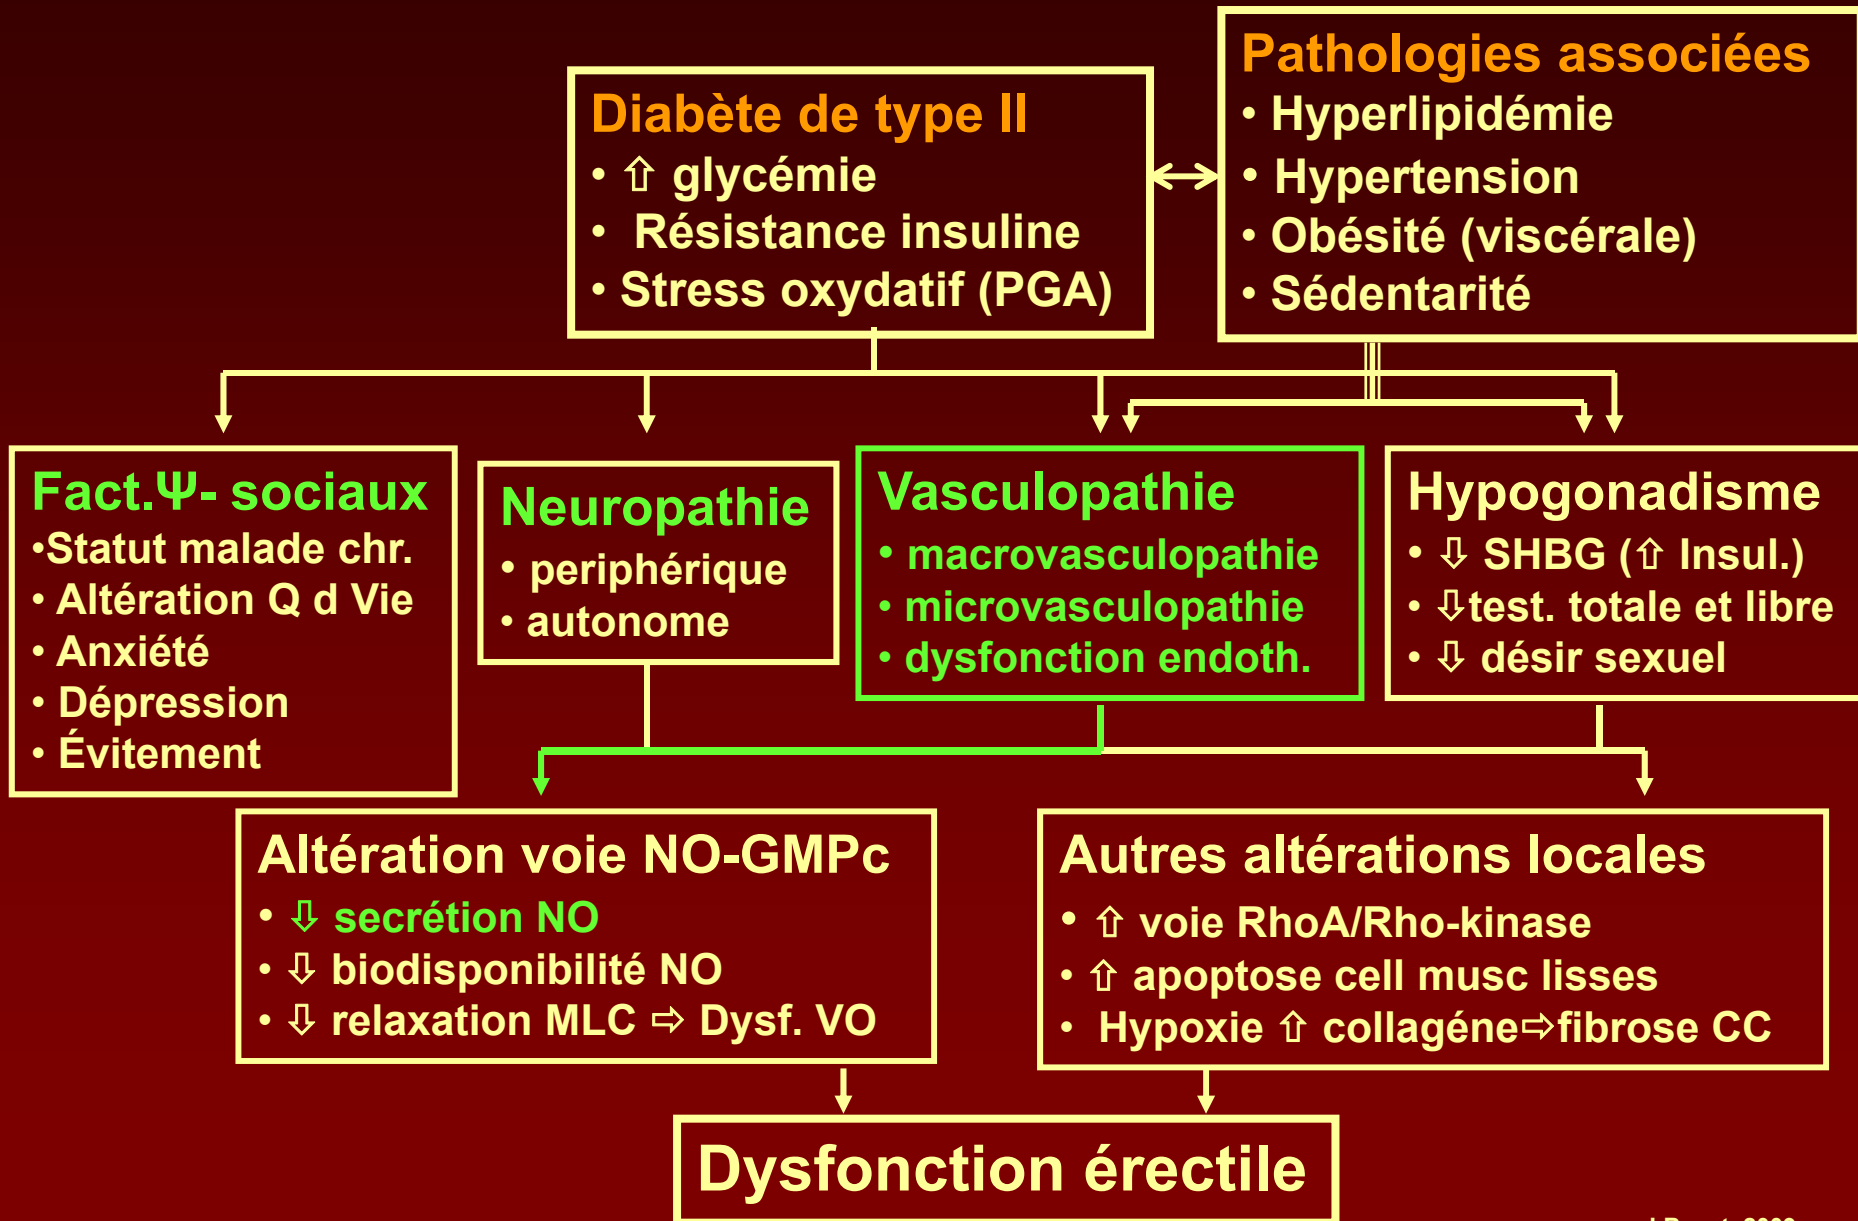 Pathologies associées
• Hyperlipidémie
• Hypertension
• Obésité (viscérale)
• Sédentarité
Diabète de type II
• ⇧ glycémie
• Résistance insuline
• Stress oxydatif (PGA)
Fact.Ψ- sociaux
•Statut malade chr.
• Altération Q d Vie
• Anxiété
• Dépression
• Évitement
Neuropathie
• periphérique
• autonome
Vasculopathie
• macrovasculopathie
• microvasculopathie
• dysfonction endoth.
Hypogonadisme
• ⇩ SHBG (⇧ Insul.)
• ⇩test. totale et libre
• ⇩ désir sexuel
Altération voie NO-GMPc
• ⇩ secrétion NO
• ⇩ biodisponibilité NO
• ⇩ relaxation MLC ⇨ Dysf. VO
Autres altérations locales
• ⇧ voie RhoA/Rho-kinase
• ⇧ apoptose cell musc lisses
• Hypoxie ⇧ collagéne⇨fibrose CC
Dysfonction érectile